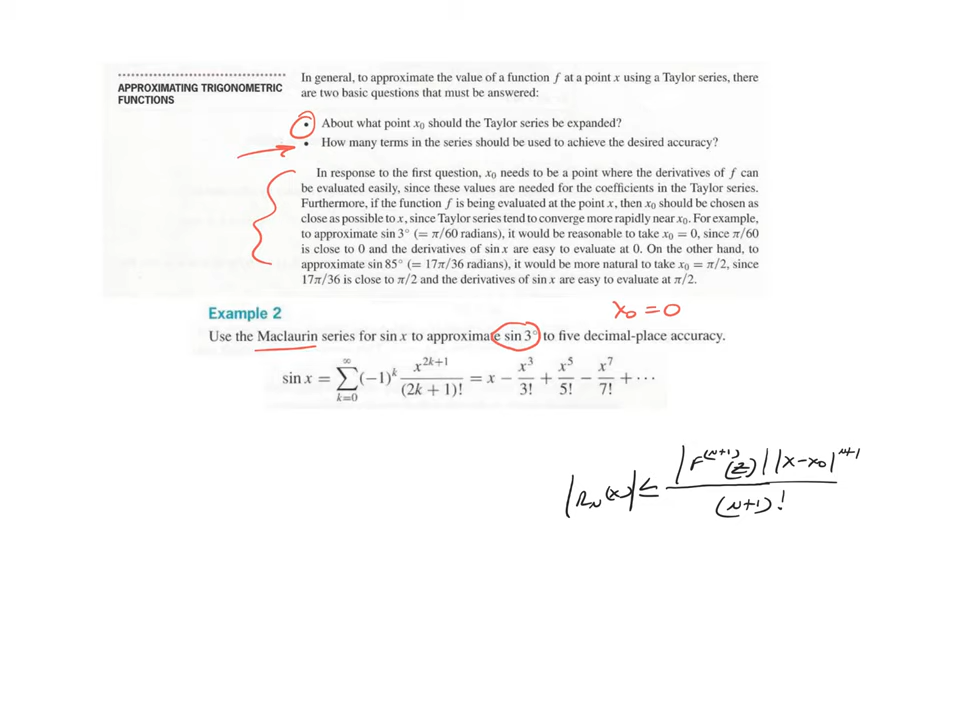 APPROXIMATING TRIGONOMETRIC
FUNCTIONS
In general, to approximate the value of a function f at a point x using a Taylor series, there
are two basic questions that must be answered:
• About what point x₀ should the Taylor series be expanded?
• How many terms in the series should be used to achieve the desired accuracy?
In response to the first question, x₀ needs to be a point where the derivatives of f can
be evaluated easily, since these values are needed for the coefficients in the Taylor series.
Furthermore, if the function f is being evaluated at the point x, then x₀ should be chosen as
close as possible to x, since Taylor series tend to converge more rapidly near x₀. For example,
to approximate sin 3° (= π/60 radians), it would be reasonable to take x₀ = 0, since π/60
is close to 0 and the derivatives of sin x are easy to evaluate at 0. On the other hand, to
approximate sin 85° (= 17π/36 radians), it would be more natural to take x₀ = π/2, since
17π/36 is close to π/2 and the derivatives of sin x are easy to evaluate at π/2.
x₀ = 0
Example 2
Use the Maclaurin series for sin x to approximate sin 3° to five decimal-place accuracy.
sin x = ∑_{k=0}^{∞} (−1)^k x^{2k+1}/(2k + 1)! = x − x³/3! + x⁵/5! − x⁷/7! + ⋯
|R_N(x)| ≤ |F^{(N+1)}(z)| |x−x₀|^{N+1}/(N+1)!